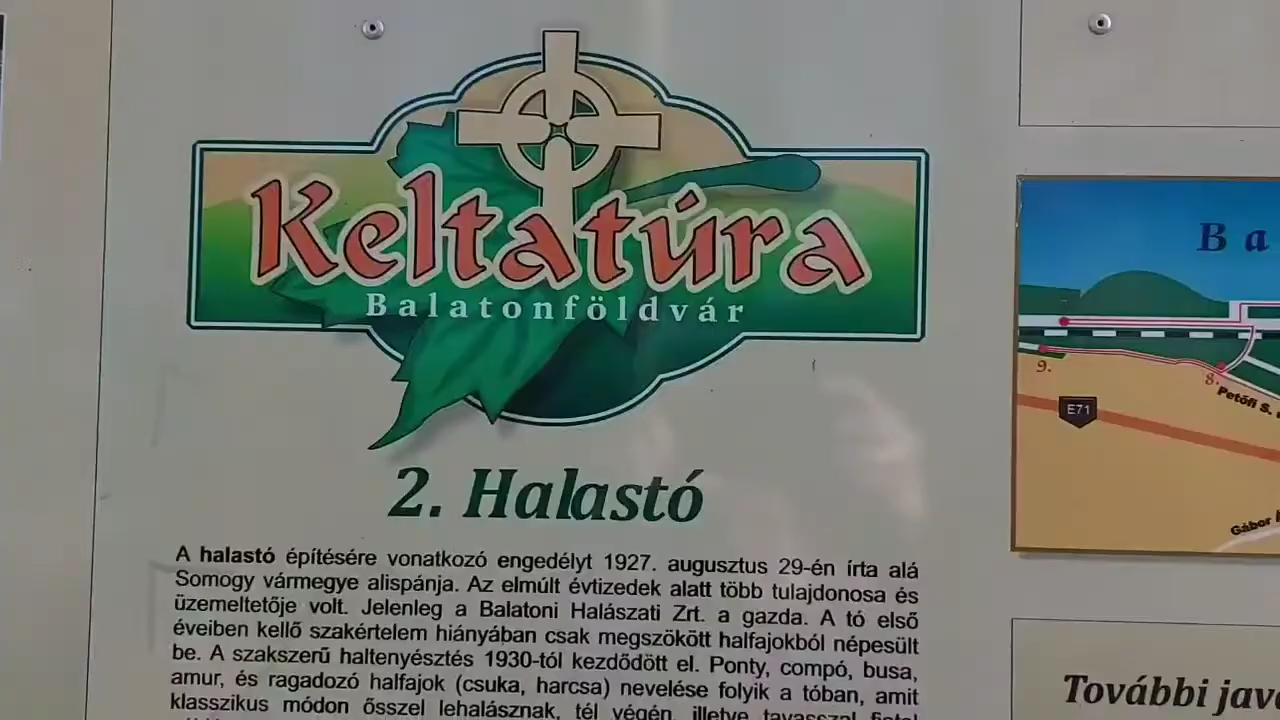 Keltatúra
Balatonföldvár
2. Halastó
A halastó építésére vonatkozó engedélyt 1927. augusztus 29-én írta alá
Somogy vármegye alispánja. Az elmúlt évtizedek alatt több tulajdonosa és
üzemeltetője volt. Jelenleg a Balatoni Halászati Zrt. a gazda. A tó első
éveiben kellő szakértelem hiányában csak megszökött halfajokból népesült
be. A szakszerű haltenyésztés 1930-tól kezdődött el. Ponty, compó, busa,
amur, és ragadozó halfajok (csuka, harcsa) nevelése folyik a tóban, amit
klasszikus módon ősszel lehalásznak, tél végén, illetve tavasszal
Ba
9.
8.
Petőfi S.
E71
Gábor
További jav